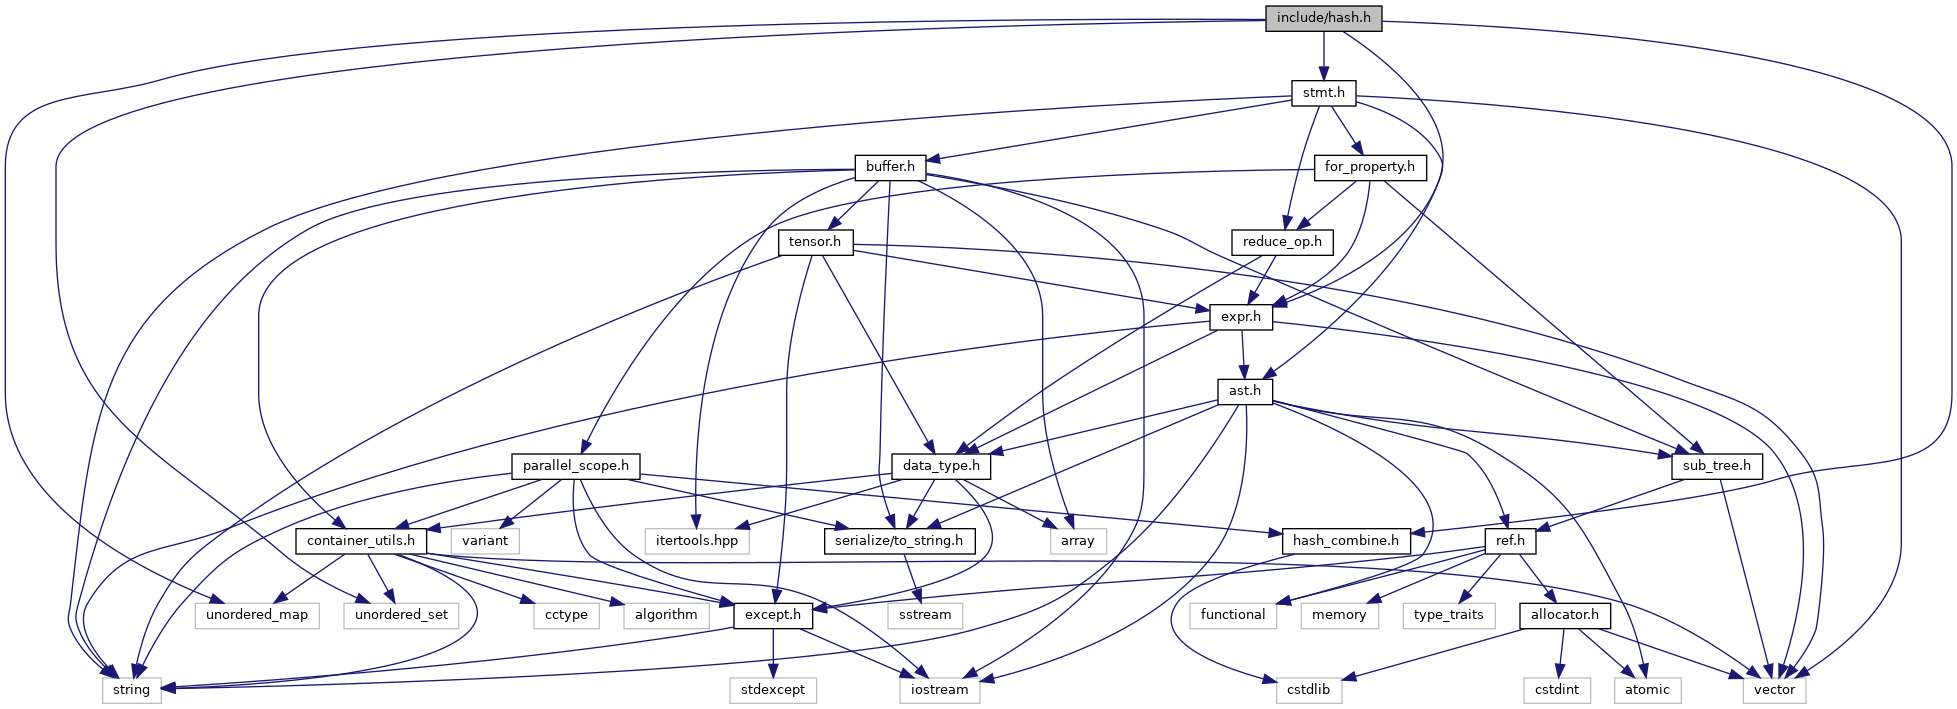 include/hash.h
stmt.h
buffer.h
for_property.h
tensor.h
reduce_op.h
expr.h
ast.h
parallel_scope.h
data_type.h
sub_tree.h
container_utils.h
variant
itertools.hpp
serialize/to_string.h
array
hash_combine.h
ref.h
unordered_map
unordered_set
cctype
algorithm
except.h
sstream
functional
memory
type_traits
allocator.h
string
stdexcept
iostream
cstdlib
cstdint
atomic
vector